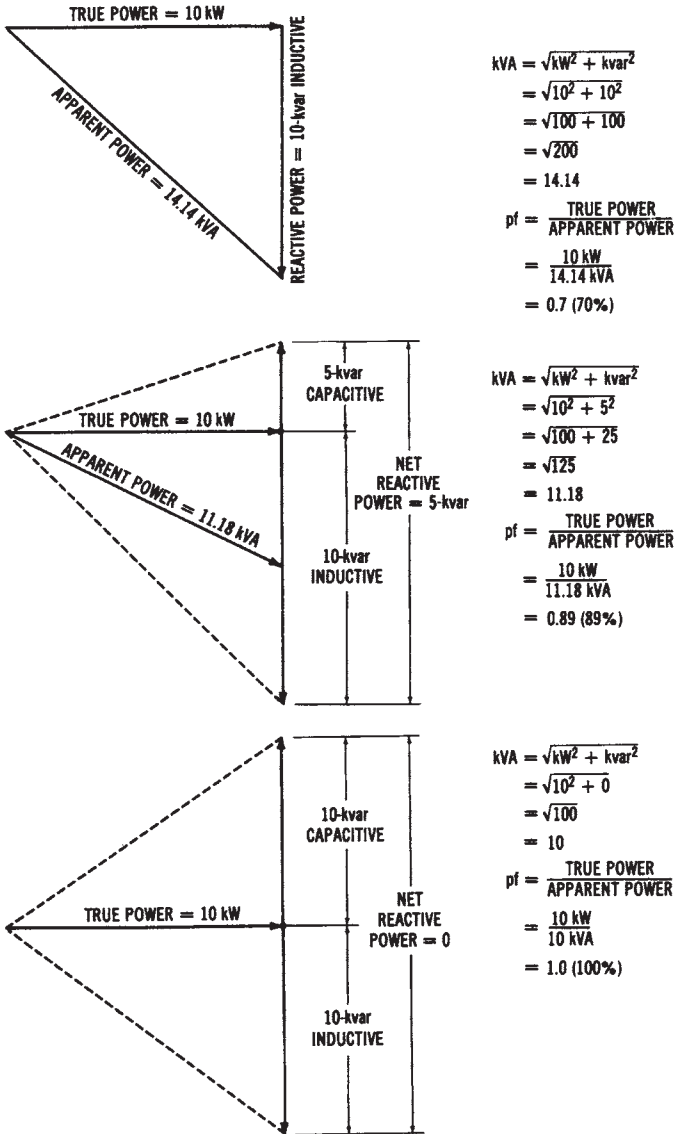 TRUE POWER = 10 kW
REACTIVE POWER = 10-kvar INDUCTIVE
APPARENT POWER = 14.14 kVA
kVA = √kW² + kvar²
= √10² + 10²
= √100 + 100
= √200
= 14.14
pf = TRUE POWER
APPARENT POWER
= 10 kW
14.14 kVA
= 0.7 (70%)
5-kvar
CAPACITIVE
TRUE POWER = 10 kW
APPARENT POWER = 11.18 kVA
NET
REACTIVE
POWER = 5-kvar
10-kvar
INDUCTIVE
kVA = √kW² + kvar²
= √10² + 5²
= √100 + 25
= √125
= 11.18
pf = TRUE POWER
APPARENT POWER
= 10 kW
11.18 kVA
= 0.89 (89%)
10-kvar
CAPACITIVE
TRUE POWER = 10 kW
NET
REACTIVE
POWER = 0
10-kvar
INDUCTIVE
kVA = √kW² + kvar²
= √10² + 0
= √100
= 10
pf = TRUE POWER
APPARENT POWER
= 10 kW
10 kVA
= 1.0 (100%)